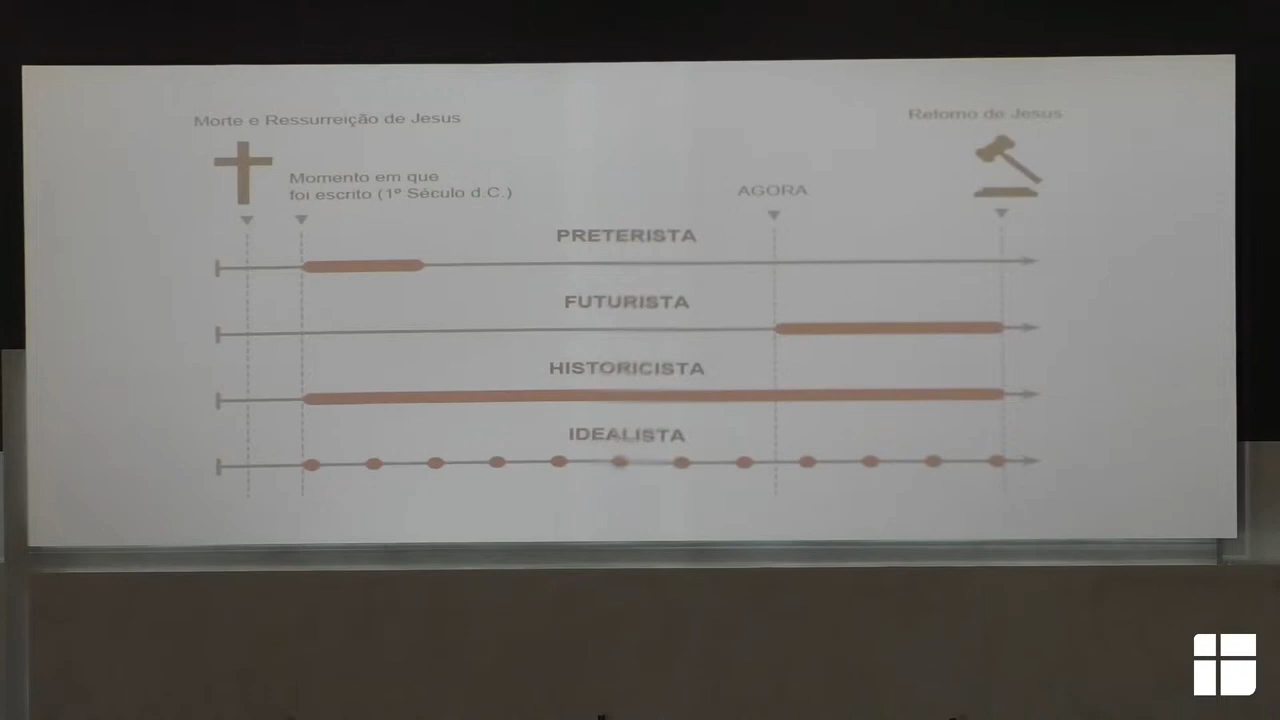 Morte e Ressurreição de Jesus
Retorno de Jesus
Momento em que
foi escrito (1º Século d.C.)
AGORA
PRETERISTA
FUTURISTA
HISTORICISTA
IDEALISTA